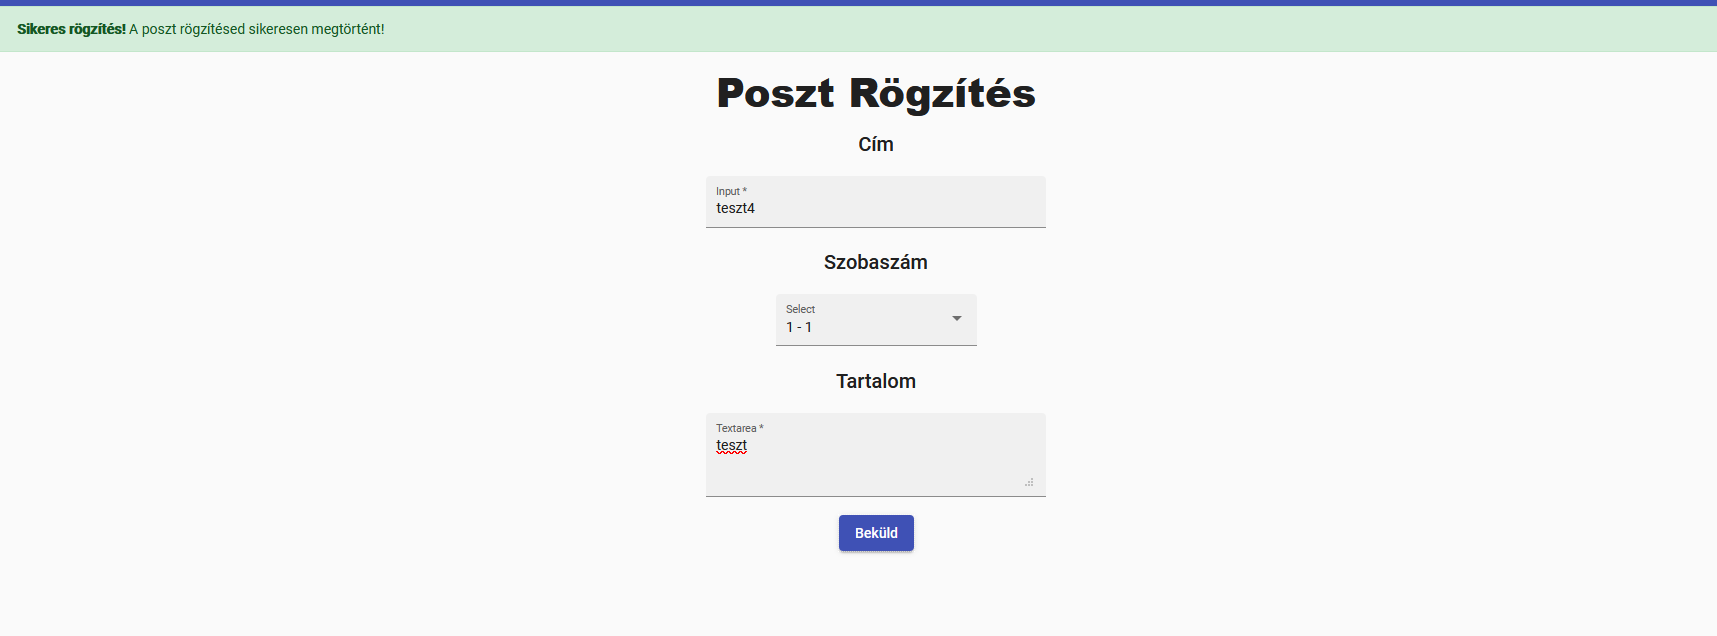 Sikeres rögzítés! A poszt rögzítésed sikeresen megtörtént!
Poszt Rögzítés
Cím
Input *
teszt4
Szobaszám
Select
1 - 1
Tartalom
Textarea *
teszt
Beküld